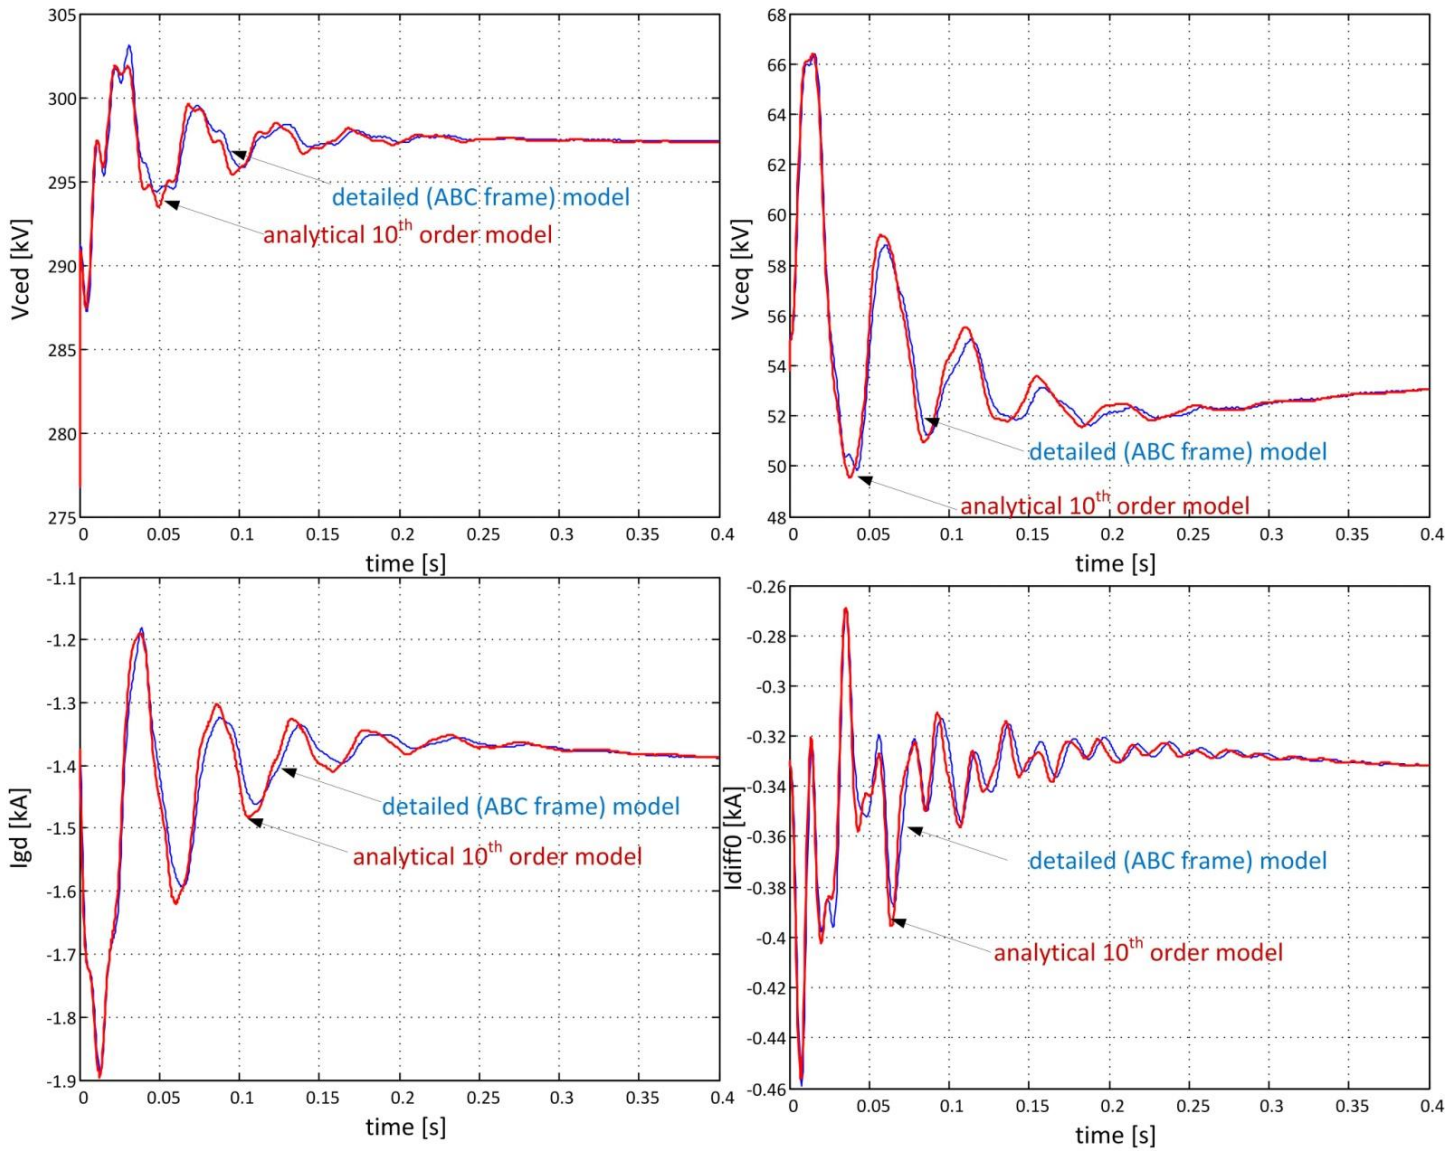 305
300
295
290
285
280
275
Vced [kV]
detailed (ABC frame) model
analytical 10th order model
0 0.05 0.1 0.15 0.2 0.25 0.3 0.35 0.4
time [s]
68
66
64
62
60
58
56
54
52
50
48
Vceq [kV]
detailed (ABC frame) model
analytical 10th order model
0 0.05 0.1 0.15 0.2 0.25 0.3 0.35 0.4
time [s]
-1.1
-1.2
-1.3
-1.4
-1.5
-1.6
-1.7
-1.8
-1.9
Igd [kA]
detailed (ABC frame) model
analytical 10th order model
0 0.05 0.1 0.15 0.2 0.25 0.3 0.35 0.4
time [s]
-0.26
-0.28
-0.3
-0.32
-0.34
-0.36
-0.38
-0.4
-0.42
-0.44
-0.46
Idiff0 [kA]
detailed (ABC frame) model
analytical 10th order model
0 0.05 0.1 0.15 0.2 0.25 0.3 0.35 0.4
time [s]